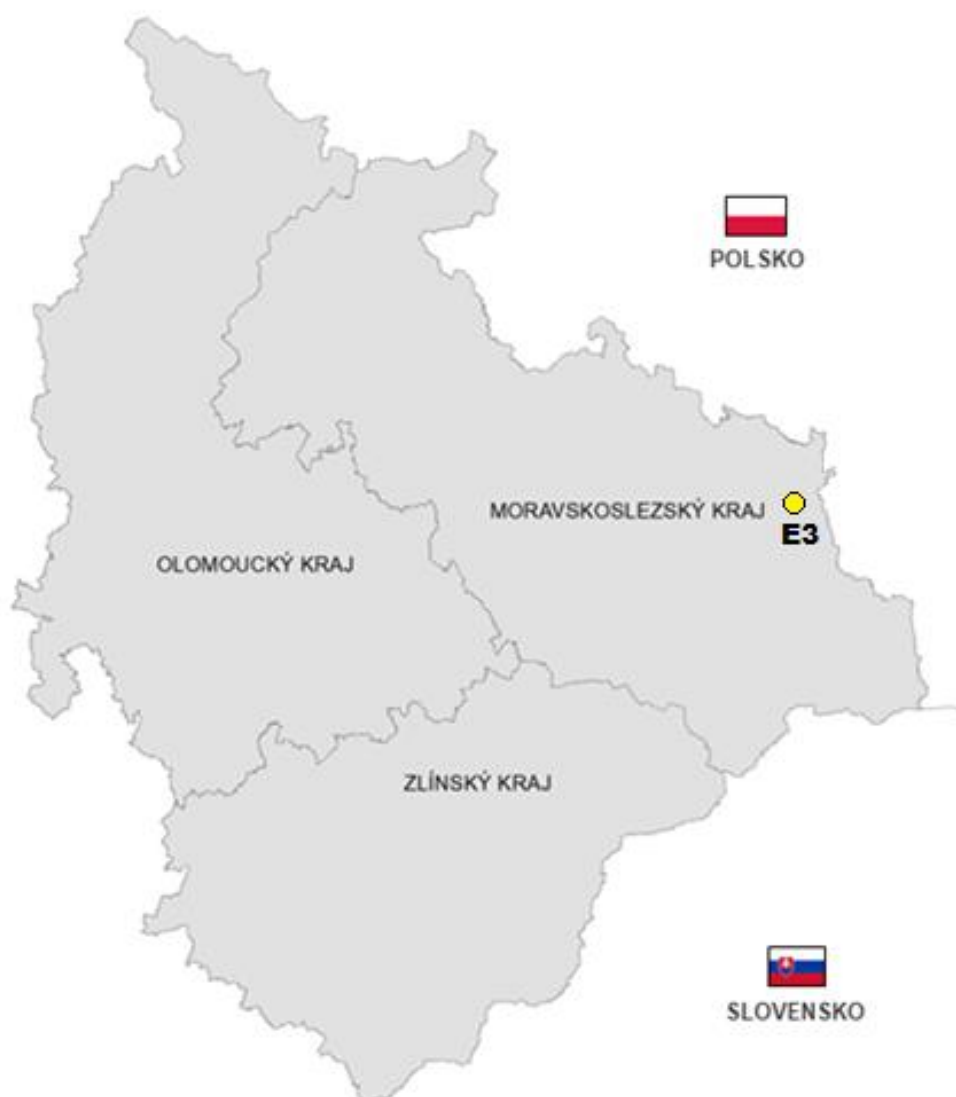 POLSKO
MORAVSKOSLEZSKÝ KRAJ
E3
OLOMOUCKÝ KRAJ
ZLÍNSKÝ KRAJ
SLOVENSKO